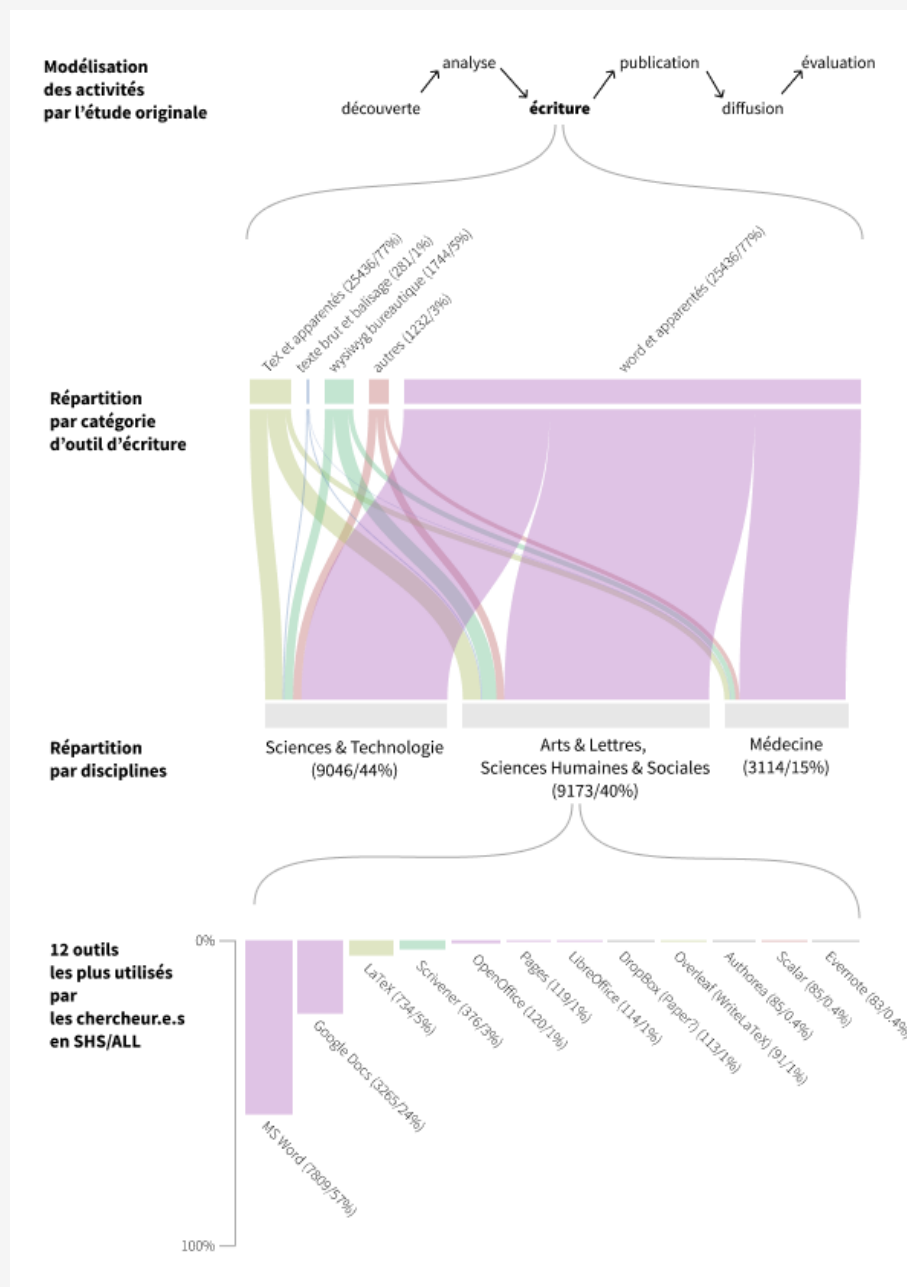 Modélisation
des activités
par l’étude originale
découverte
analyse
écriture
publication
diffusion
évaluation
TeX et apparentés (25436/77%)
texte brut et balisage (281/1%)
wysiwyg bureautique (1744/5%)
autres (1232/3%)
word et apparentés (25436/77%)
Répartition
par catégorie
d’outil d’écriture
Répartition
par disciplines
Sciences & Technologie
(9046/44%)
Arts & Lettres,
Sciences Humaines & Sociales
(9173/40%)
Médecine
(3114/15%)
12 outils
les plus utilisés
par
les chercheur.e.s
en SHS/ALL
0%
100%
MS Word (7809/57%)
Google Docs (3265/24%)
LaTeX (734/5%)
Scrivener (376/3%)
OpenOffice (120/1%)
Pages (119/1%)
LibreOffice (114/1%)
DropBox (Paper?) (113/1%)
Overleaf (WriteLaTeX) (91/1%)
Authorea (85/0.4%)
Scalar (85/0.4%)
Evernote (83/0.4%